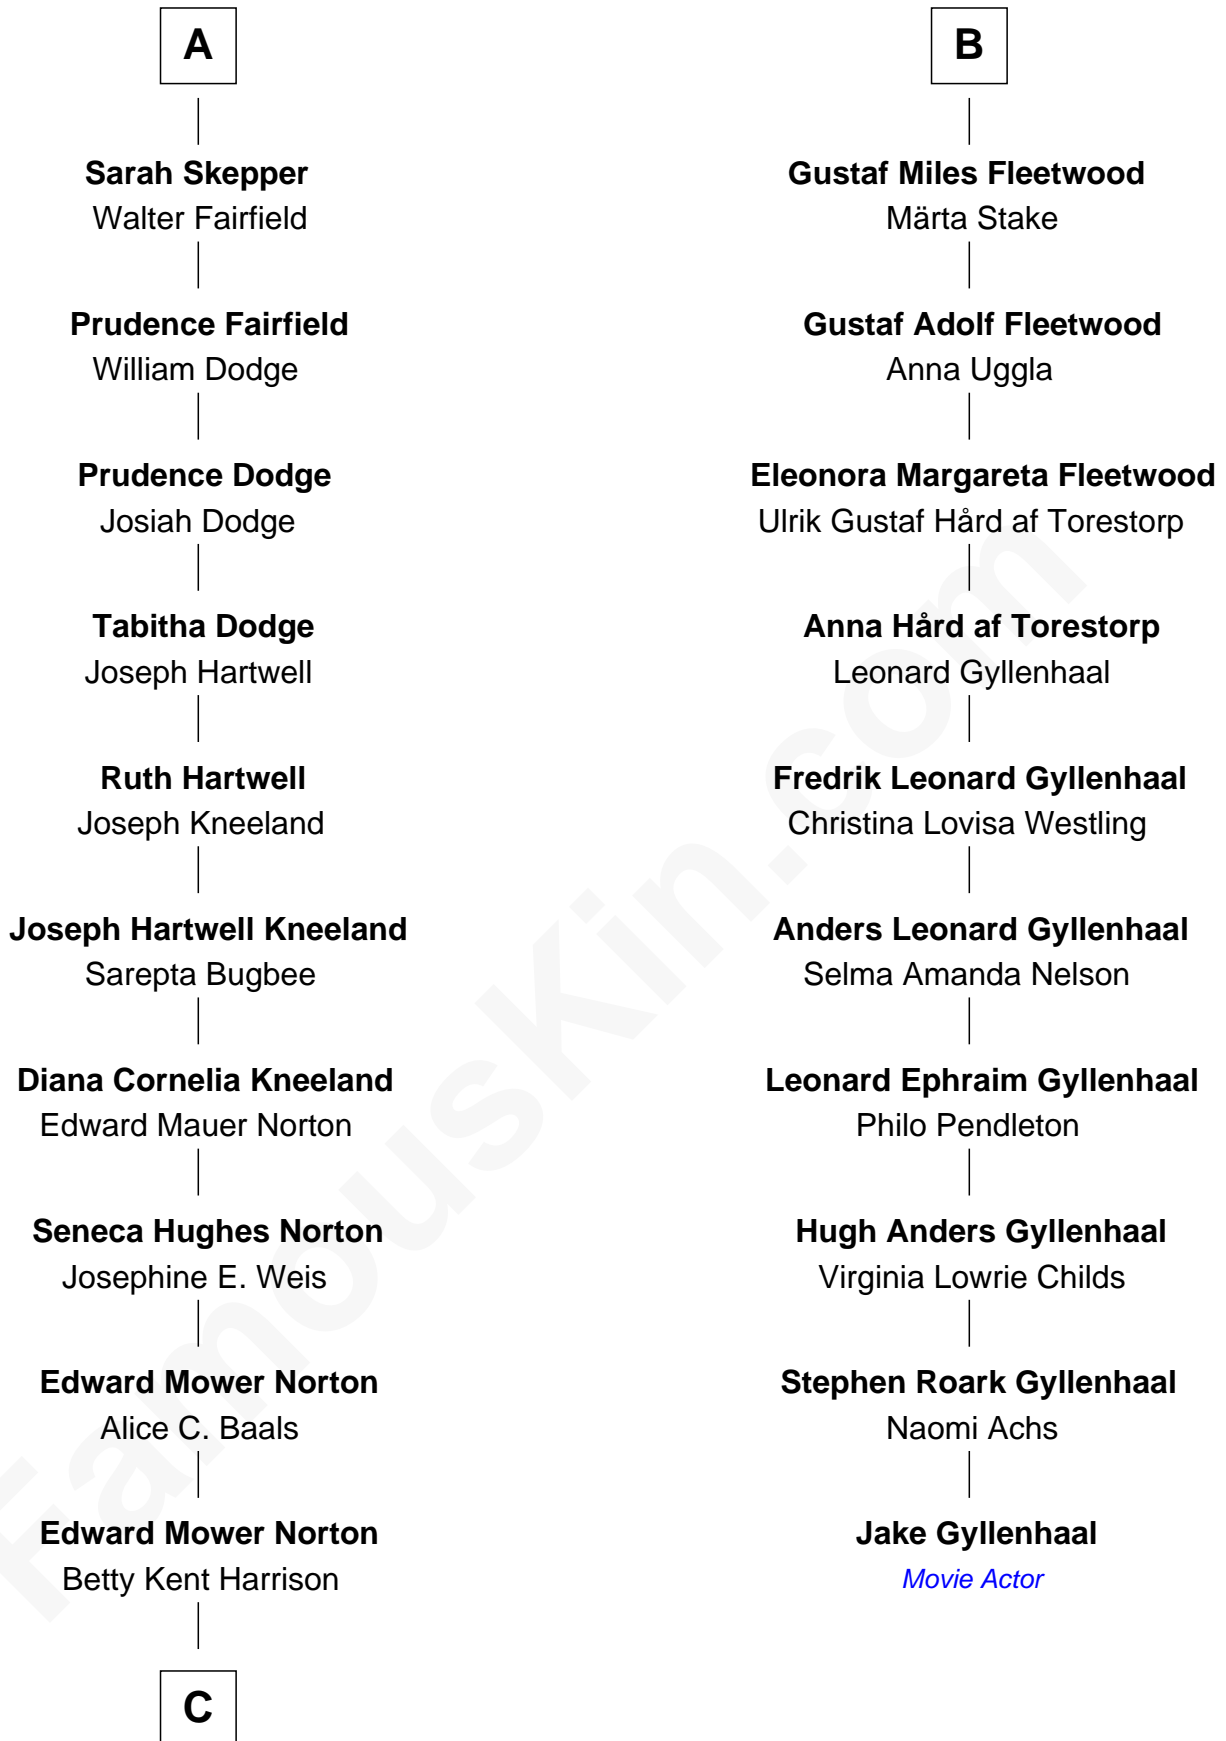 A
Sarah Skepper
Walter Fairfield
Prudence Fairfield
William Dodge
Prudence Dodge
Josiah Dodge
Tabitha Dodge
Joseph Hartwell
Ruth Hartwell
Joseph Kneeland
Joseph Hartwell Kneeland
Sarepta Bugbee
Diana Cornelia Kneeland
Edward Mauer Norton
Seneca Hughes Norton
Josephine E. Weis
Edward Mower Norton
Alice C. Baals
Edward Mower Norton
Betty Kent Harrison
C
B
Gustaf Miles Fleetwood
Märta Stake
Gustaf Adolf Fleetwood
Anna Uggla
Eleonora Margareta Fleetwood
Ulrik Gustaf Hård af Torestorp
Anna Hård af Torestorp
Leonard Gyllenhaal
Fredrik Leonard Gyllenhaal
Christina Lovisa Westling
Anders Leonard Gyllenhaal
Selma Amanda Nelson
Leonard Ephraim Gyllenhaal
Philo Pendleton
Hugh Anders Gyllenhaal
Virginia Lowrie Childs
Stephen Roark Gyllenhaal
Naomi Achs
Jake Gyllenhaal
Movie Actor
FamousKin.com